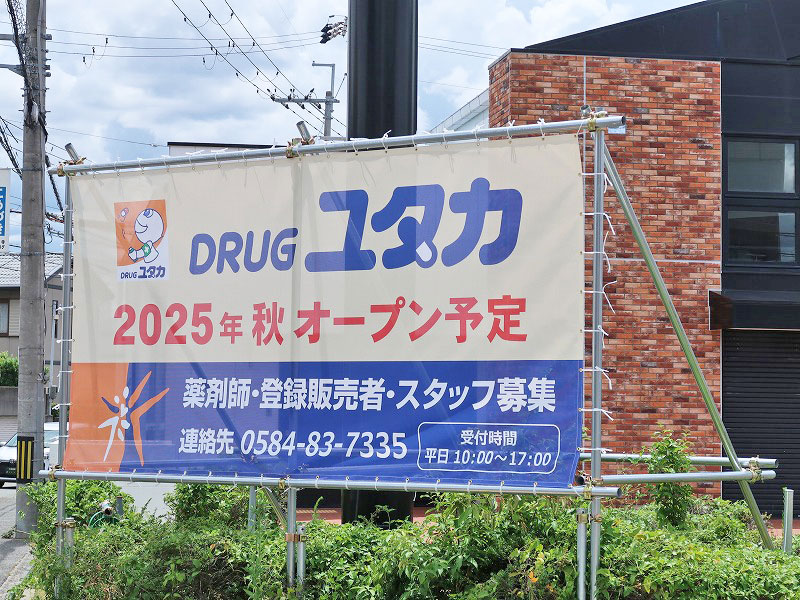 DRUG ユタカ
DRUG ユタカ
2025年 秋 オープン予定
薬剤師・登録販売者・スタッフ募集
連絡先 0584-83-7335
受付時間
平日 10:00～17:00